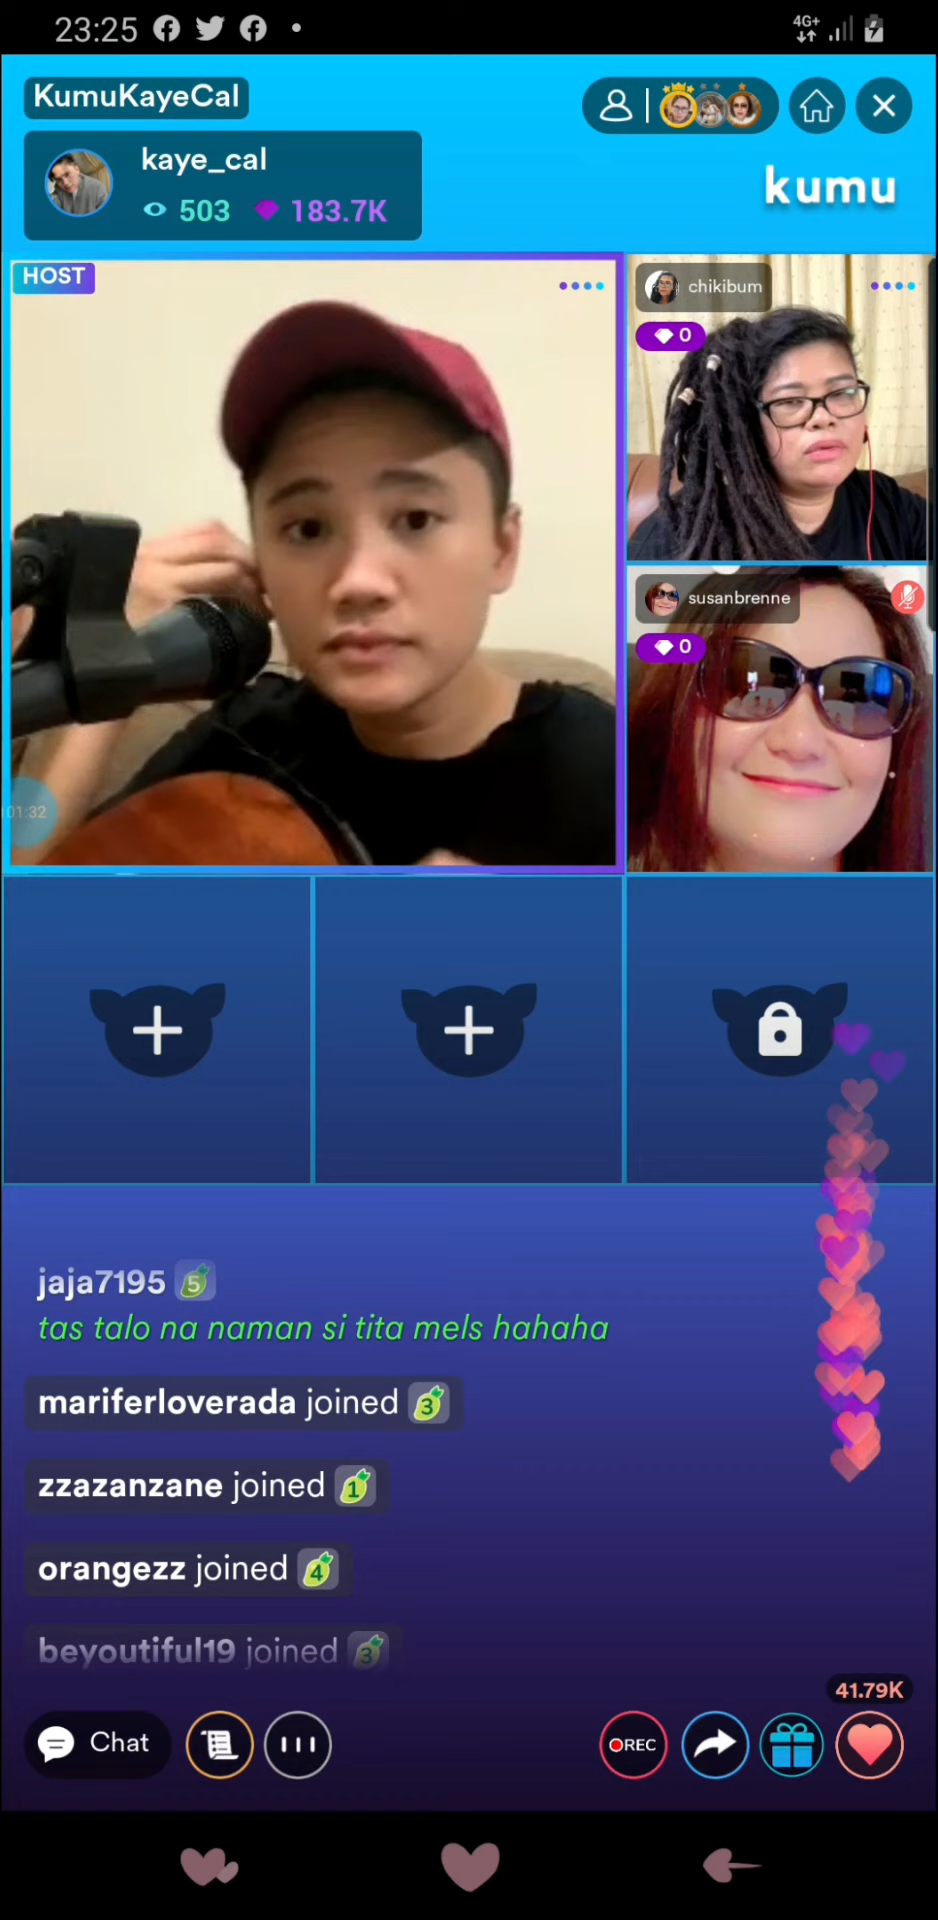 23:25
4G+
KumuKayeCal
kaye_cal
503 183.7K
kumu
HOST
chikibum
0
susanbrenne
0
01:32
jaja7195 5
tas talo na naman si tita mels hahaha
mariferloverada joined 3
zzazanzane joined 1
orangezz joined 4
beyoutiful19 joined 3
41.79K
Chat
REC